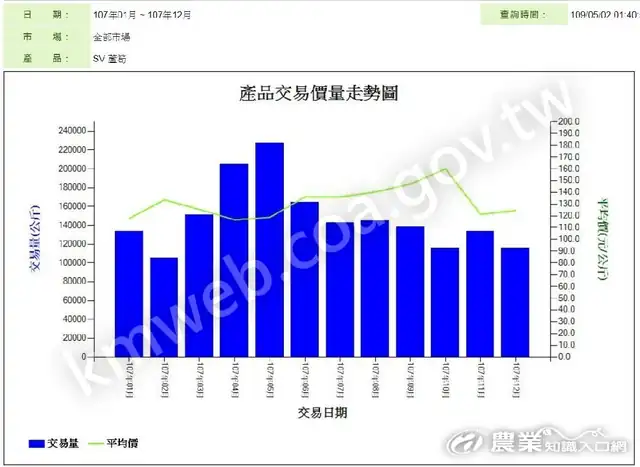 日 期: 107年01月 ~ 107年12月 查詢時間: 109/05/02 01:40:
市 場: 全部市場
產 品: SV 蘆筍
產品交易價量走勢圖
交易量(公斤)
240000
220000
200000
180000
160000
140000
120000
100000
80000
60000
40000
20000
0
200.0
190.0
180.0
170.0
160.0
150.0
140.0
130.0
120.0
110.0
100.0
90.0
80.0
70.0
60.0
50.0
40.0
30.0
20.0
10.0
0.0
平均價(元/公斤)
107年01月
107年02月
107年03月
107年04月
107年05月
107年06月
107年07月
107年08月
107年09月
107年10月
107年11月
107年12月
交易日期
交易量 平均價
kmweb.coa.gov.tw
農業知識入口網